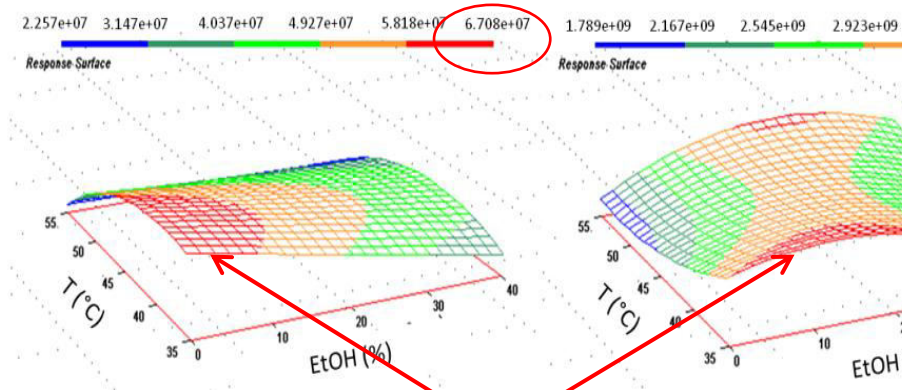 2.257e+07 3.147e+07 4.037e+07 4.927e+07 5.818e+07 6.708e+07
Response Surface
55
50
45
40
35
0
10
20
30
40
T (°C)
EtOH (%)
1.789e+09 2.167e+09 2.545e+09 2.923e+09
Response Surface
55
50
45
40
35
0
10
T (°C)
EtOH